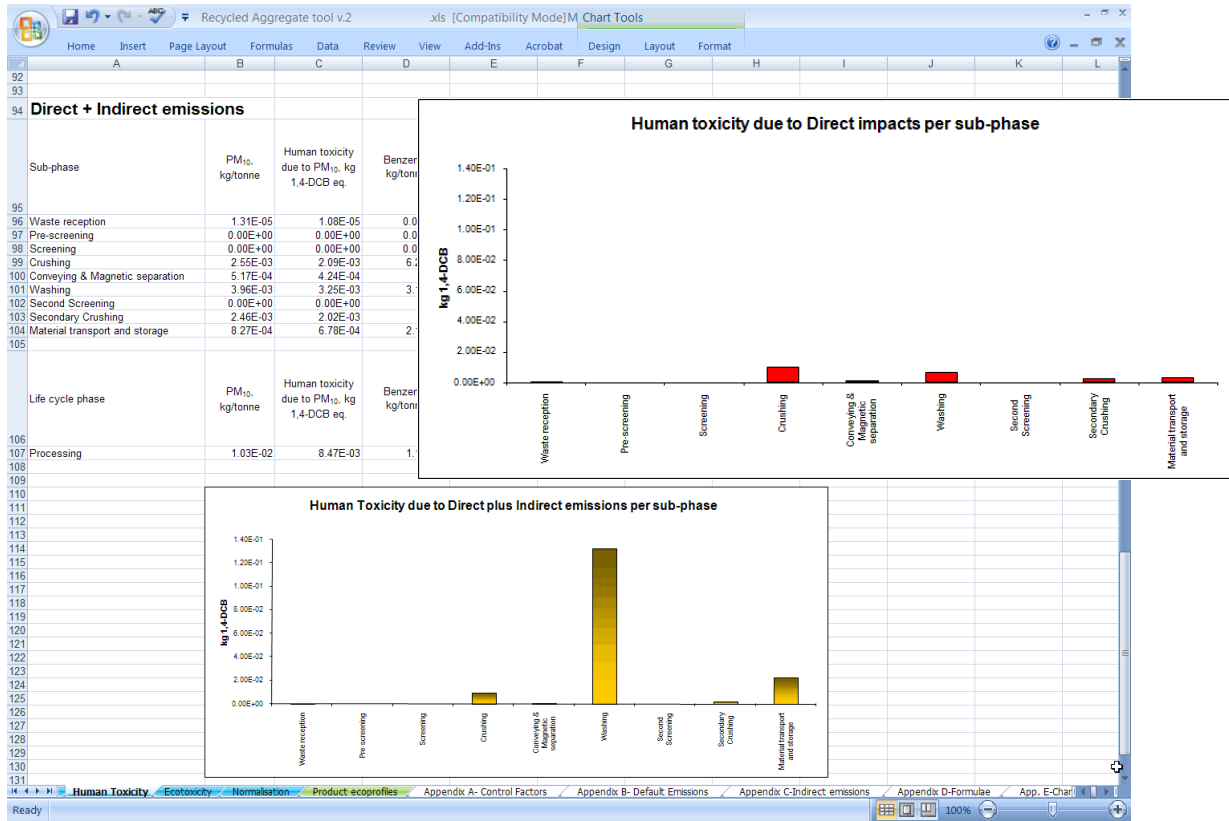 Recycled Aggregate tool v.2 .xls [Compatibility Mode] M Chart Tools
Home Insert Page Layout Formulas Data Review View Add-Ins Acrobat Design Layout Format
A B C D E F G H I J K L
92
93
94 Direct + Indirect emissions
95 Sub-phase PM₁₀, kg/tonne Human toxicity due to PM₁₀, kg 1,4-DCB eq.
96 Waste reception 1.31E-05 1.08E-05 0.0
97 Pre-screening 0.00E+00 0.00E+00 0.0
98 Screening 0.00E+00 0.00E+00 0.0
99 Crushing 2.55E-03 2.09E-03
100 Conveying & Magnetic separation 5.17E-04 4.24E-04
101 Washing 3.96E-03 3.25E-03
102 Second Screening 0.00E+00 0.00E+00
103 Secondary Crushing 2.46E-03 2.02E-03
104 Material transport and storage 8.27E-04 6.78E-04
105
106 Life cycle phase PM₁₀, kg/tonne Human toxicity due to PM₁₀, kg 1,4-DCB eq.
107 Processing 1.03E-02 8.47E-03
108
109
110
111
112
113
114
115
116
117
118
119
120
121
122
123
124
125
126
127
128
129
130
131
Human toxicity due to Direct impacts per sub-phase
kg 1,4-DCB
1.40E-01
1.20E-01
1.00E-01
8.00E-02
6.00E-02
4.00E-02
2.00E-02
0.00E+00
Waste reception
Pre-screening
Screening
Crushing
Conveying &
Magnetic
separation
Washing
Second
Screening
Secondary
Crushing
Material transport
and storage
Human Toxicity due to Direct plus Indirect emissions per sub-phase
kg 1,4-DCB
1.40E-01
1.20E-01
1.00E-01
8.00E-02
6.00E-02
4.00E-02
2.00E-02
0.00E+00
Waste reception
Pre-screening
Screening
Crushing
Conveying &
Magnetic
separation
Washing
Second
Screening
Secondary
Crushing
Material transport
and storage
Human Toxicity Ecotoxicity Normalisation Product ecoprofiles Appendix A- Control Factors Appendix B- Default Emissions Appendix C-Indirect emissions Appendix D-Formulae App. E-Char
Ready 100%